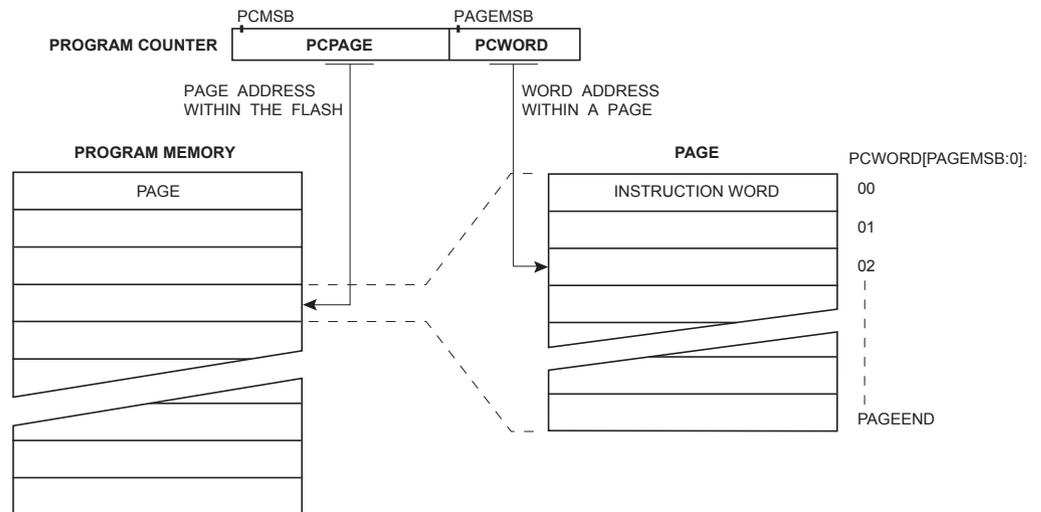 PCMSB PAGEMSB
PROGRAM COUNTER PCPAGE PCWORD
PAGE ADDRESS
WITHIN THE FLASH
WORD ADDRESS
WITHIN A PAGE
PROGRAM MEMORY
PAGE
PAGE
INSTRUCTION WORD
PCWORD[PAGEMSB:0]:
00
01
02
PAGEEND